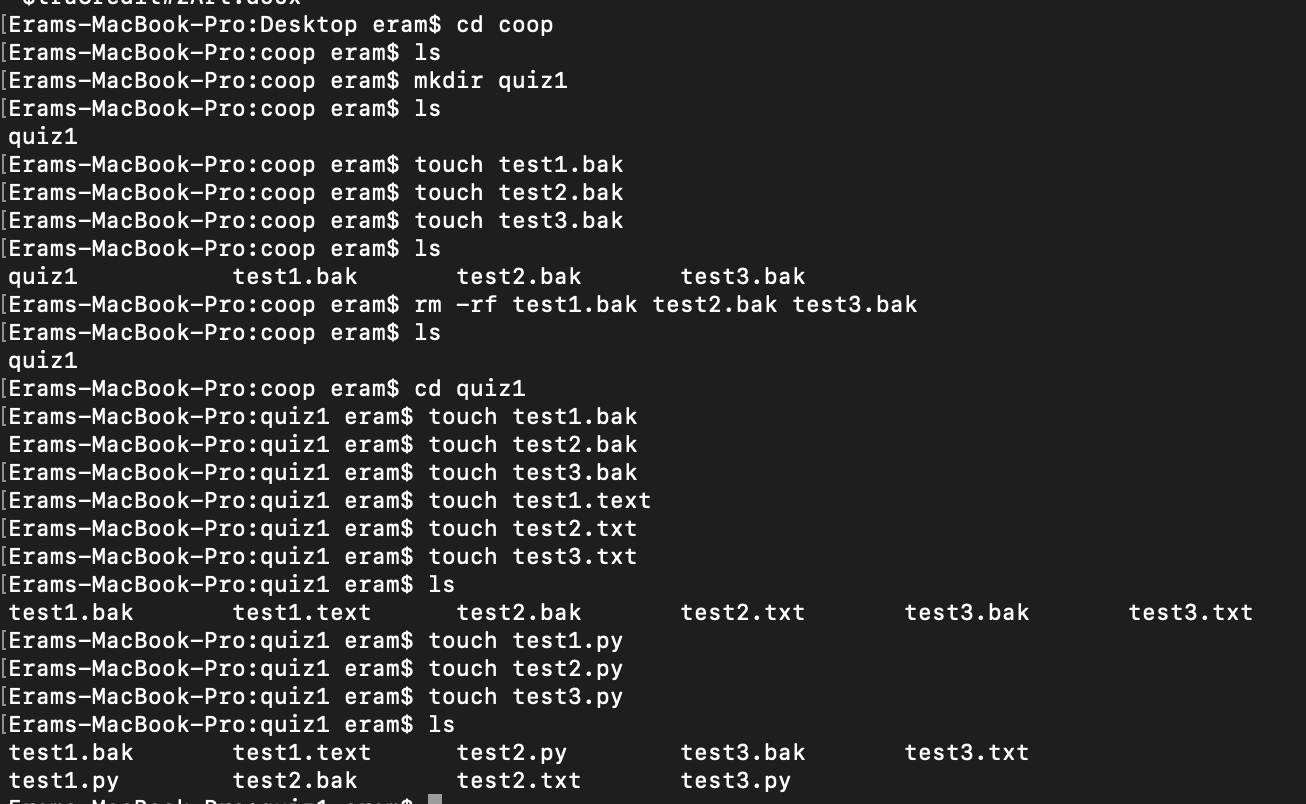 [Erams-MacBook-Pro:Desktop eram$ cd coop
[Erams-MacBook-Pro:coop eram$ ls
[Erams-MacBook-Pro:coop eram$ mkdir quiz1
[Erams-MacBook-Pro:coop eram$ ls
quiz1
[Erams-MacBook-Pro:coop eram$ touch test1.bak
[Erams-MacBook-Pro:coop eram$ touch test2.bak
[Erams-MacBook-Pro:coop eram$ touch test3.bak
[Erams-MacBook-Pro:coop eram$ ls
quiz1 test1.bak test2.bak test3.bak
[Erams-MacBook-Pro:coop eram$ rm -rf test1.bak test2.bak test3.bak
[Erams-MacBook-Pro:coop eram$ ls
quiz1
[Erams-MacBook-Pro:coop eram$ cd quiz1
[Erams-MacBook-Pro:quiz1 eram$ touch test1.bak
Erams-MacBook-Pro:quiz1 eram$ touch test2.bak
[Erams-MacBook-Pro:quiz1 eram$ touch test3.bak
[Erams-MacBook-Pro:quiz1 eram$ touch test1.text
[Erams-MacBook-Pro:quiz1 eram$ touch test2.txt
[Erams-MacBook-Pro:quiz1 eram$ touch test3.txt
[Erams-MacBook-Pro:quiz1 eram$ ls
test1.bak test1.text test2.bak test2.txt test3.bak test3.txt
[Erams-MacBook-Pro:quiz1 eram$ touch test1.py
[Erams-MacBook-Pro:quiz1 eram$ touch test2.py
[Erams-MacBook-Pro:quiz1 eram$ touch test3.py
[Erams-MacBook-Pro:quiz1 eram$ ls
test1.bak test1.text test2.py test3.bak test3.txt
test1.py test2.bak test2.txt test3.py
Erams-MacBook-Pro:quiz1 eram$